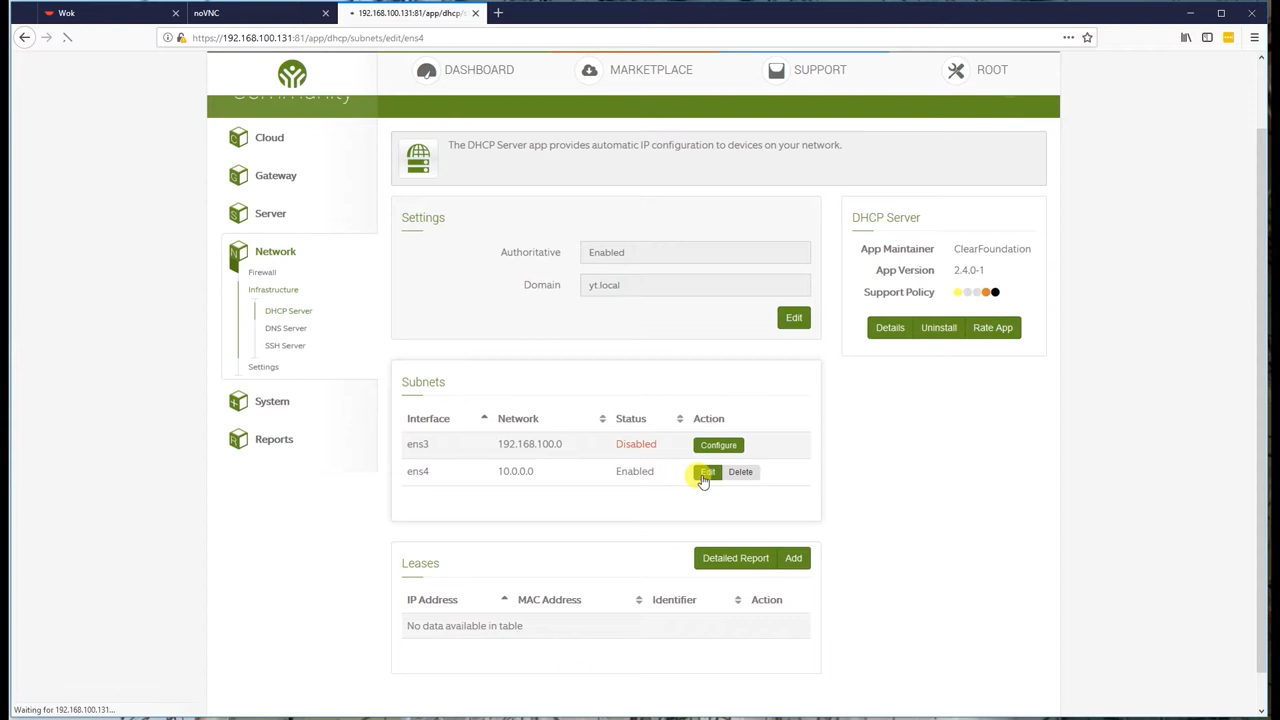 Wok
noVNC
192.168.100.131:81/app/dhcp/s
https://192.168.100.131:81/app/dhcp/subnets/edit/ens4
DASHBOARD
MARKETPLACE
SUPPORT
ROOT
Community
Cloud
Gateway
Server
Network
Firewall
Infrastructure
DHCP Server
DNS Server
SSH Server
Settings
System
Reports
The DHCP Server app provides automatic IP configuration to devices on your network.
Settings
Authoritative Enabled
Domain yt.local
Edit
DHCP Server
App Maintainer ClearFoundation
App Version 2.4.0-1
Support Policy
Details Uninstall Rate App
Subnets
Interface Network Status Action
ens3 192.168.100.0 Disabled Configure
ens4 10.0.0.0 Enabled Edit Delete
Leases
Detailed Report Add
IP Address MAC Address Identifier Action
No data available in table
Waiting for 192.168.100.131...